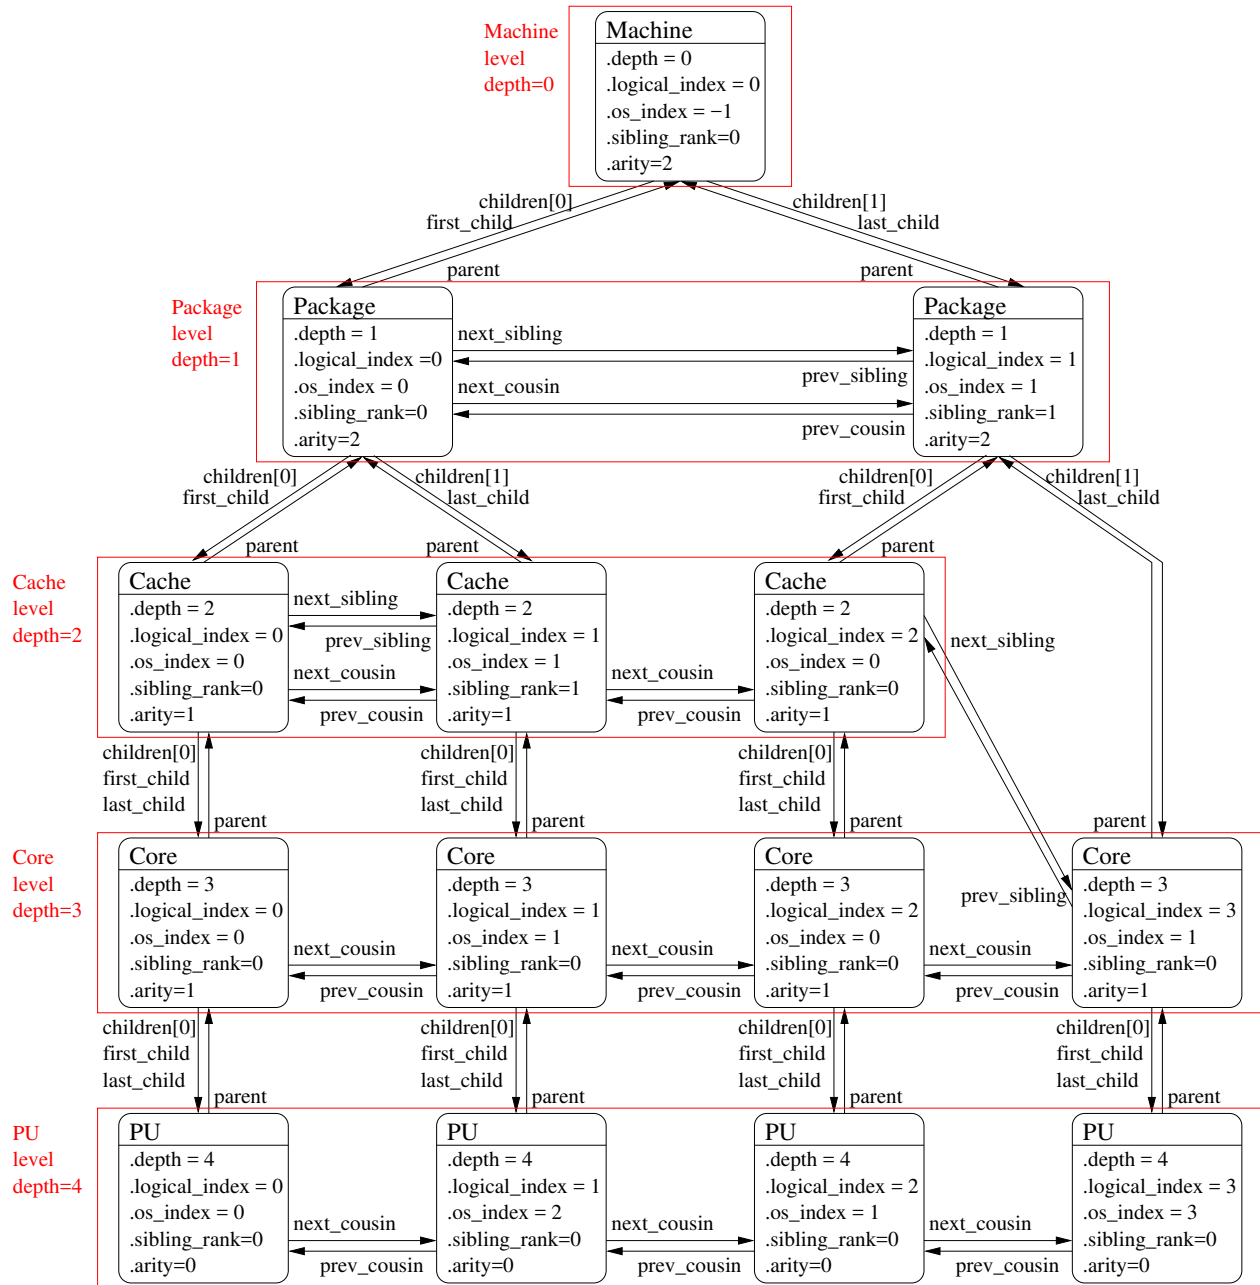 Machine
level
depth=0
Machine
.depth = 0
.logical_index = 0
.os_index = −1
.sibling_rank=0
.arity=2
children[0]
first_child
children[1]
last_child
parent
parent
Package
level
depth=1
Package
.depth = 1
.logical_index =0
.os_index = 0
.sibling_rank=0
.arity=2
next_sibling
prev_sibling
next_cousin
prev_cousin
Package
.depth = 1
.logical_index = 1
.os_index = 1
.sibling_rank=1
.arity=2
children[0]
first_child
children[1]
last_child
children[0]
first_child
children[1]
last_child
parent
parent
parent
Cache
level
depth=2
Cache
.depth = 2
.logical_index = 0
.os_index = 0
.sibling_rank=0
.arity=1
next_sibling
prev_sibling
next_cousin
prev_cousin
Cache
.depth = 2
.logical_index = 1
.os_index = 1
.sibling_rank=1
.arity=1
next_cousin
prev_cousin
Cache
.depth = 2
.logical_index = 2
.os_index = 0
.sibling_rank=0
.arity=1
next_sibling
children[0]
first_child
last_child
parent
children[0]
first_child
last_child
parent
children[0]
first_child
last_child
parent
parent
Core
level
depth=3
Core
.depth = 3
.logical_index = 0
.os_index = 0
.sibling_rank=0
.arity=1
next_cousin
prev_cousin
Core
.depth = 3
.logical_index = 1
.os_index = 1
.sibling_rank=0
.arity=1
next_cousin
prev_cousin
Core
.depth = 3
.logical_index = 2
.os_index = 0
.sibling_rank=0
.arity=1
prev_sibling
next_cousin
prev_cousin
Core
.depth = 3
.logical_index = 3
.os_index = 1
.sibling_rank=0
.arity=1
children[0]
first_child
last_child
parent
children[0]
first_child
last_child
parent
children[0]
first_child
last_child
parent
children[0]
first_child
last_child
parent
PU
level
depth=4
PU
.depth = 4
.logical_index = 0
.os_index = 0
.sibling_rank=0
.arity=0
next_cousin
prev_cousin
PU
.depth = 4
.logical_index = 1
.os_index = 2
.sibling_rank=0
.arity=0
next_cousin
prev_cousin
PU
.depth = 4
.logical_index = 2
.os_index = 1
.sibling_rank=0
.arity=0
next_cousin
prev_cousin
PU
.depth = 4
.logical_index = 3
.os_index = 3
.sibling_rank=0
.arity=0